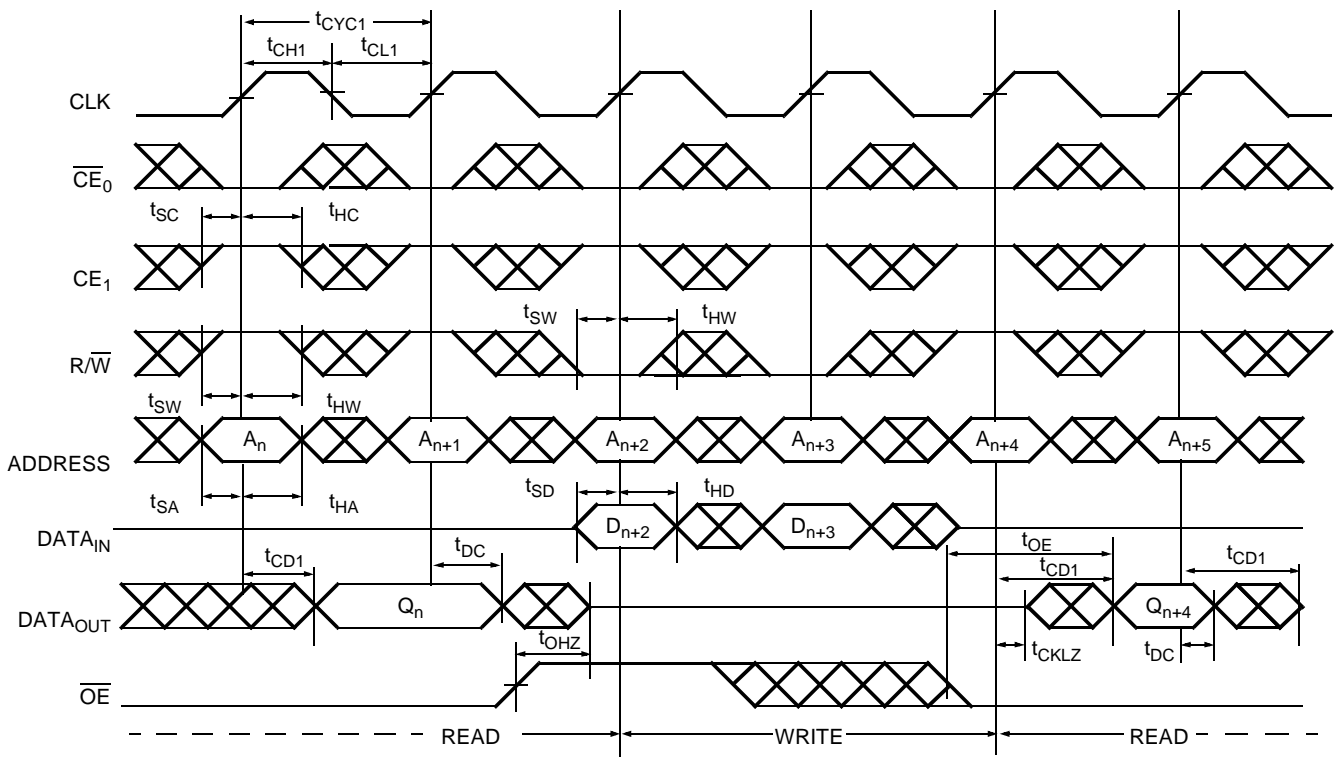 tCYC1
tCH1 tCL1
CLK
CE0
tSC tHC
CE1
tSW tHW
R/W
tSW tHW
An An+1 An+2 An+3 An+4 An+5
ADDRESS
tSA tHA tSD tHD
Dn+2 Dn+3
DATAIN
tOE
tCD1 tDC tCD1 tCD1
Qn Qn+4
DATAOUT
tOHZ tCKLZ tDC
OE
READ WRITE READ